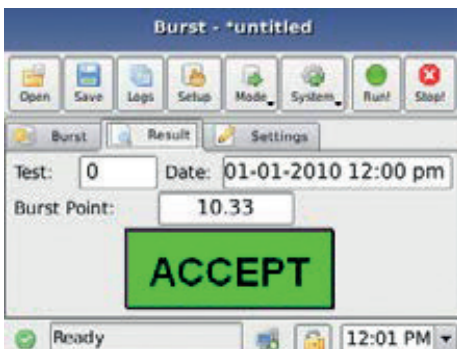 Burst - *untitled
Open Save Logs Setup Mode System Run! Stop!
Burst Result Settings
Test: 0 Date: 01-01-2010 12:00 pm
Burst Point: 10.33
ACCEPT
Ready 12:01 PM